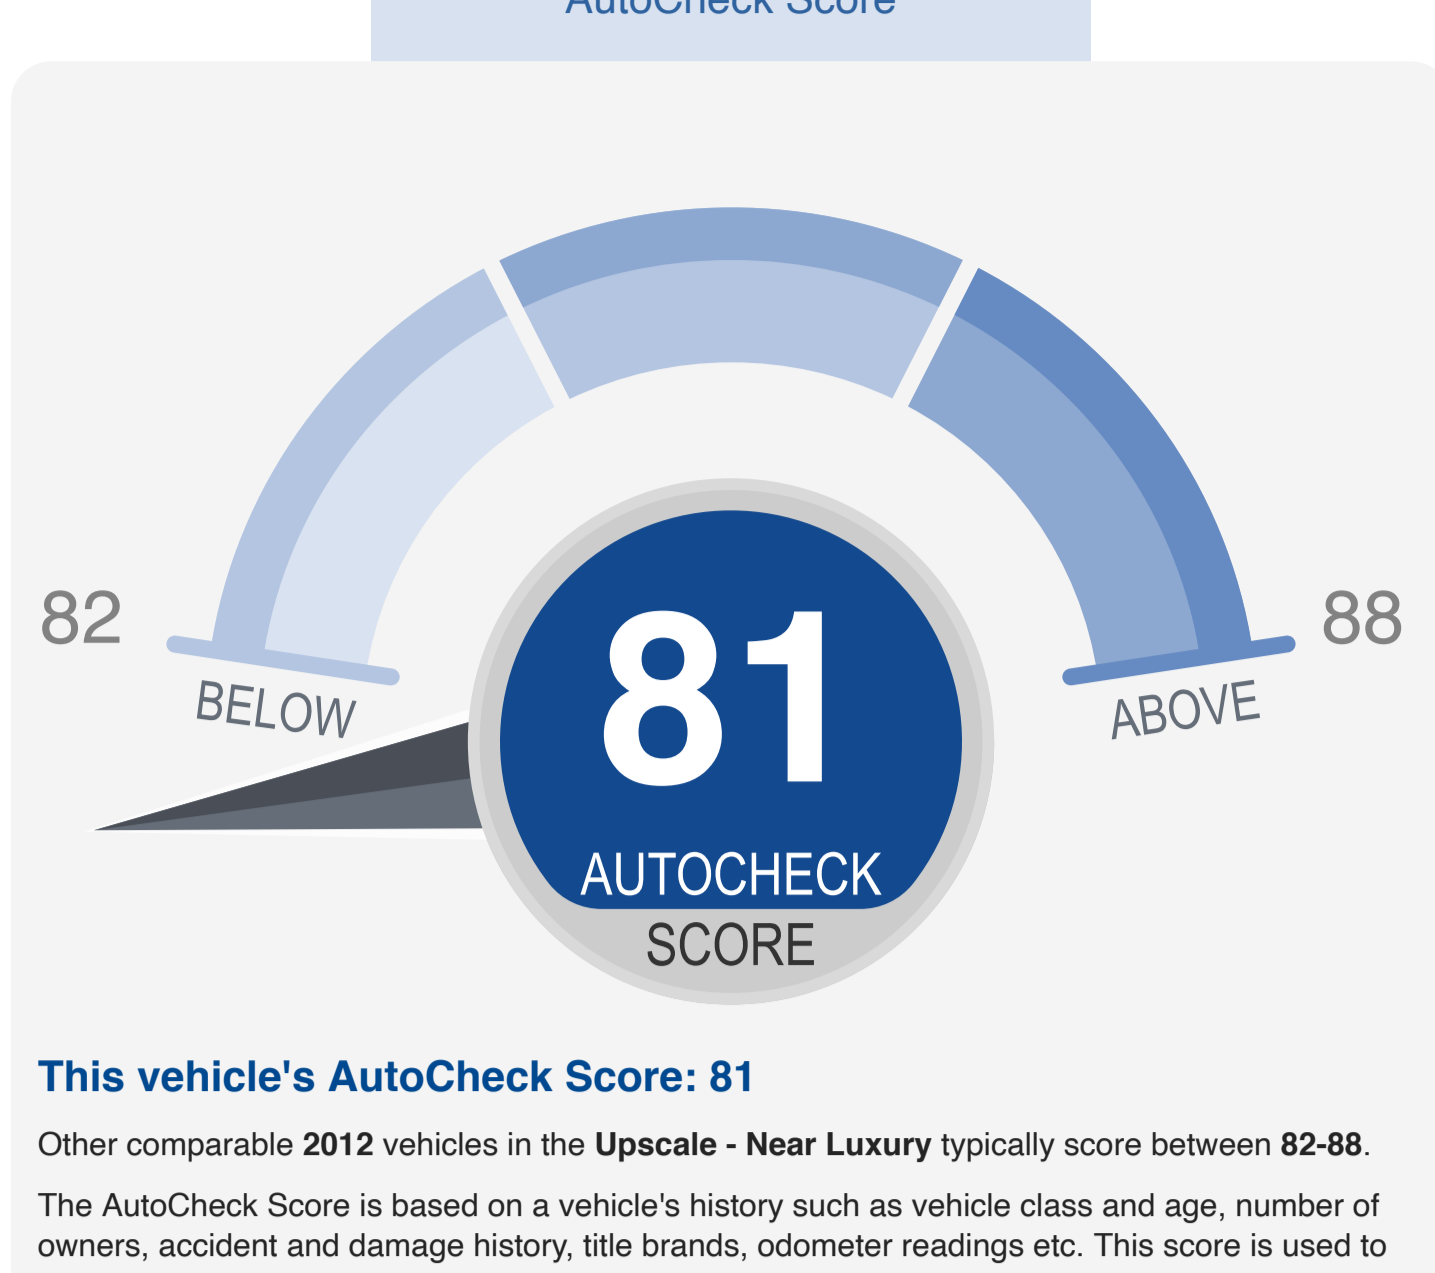 AutoCheck Score
82
88
BELOW
ABOVE
81
AUTOCHECK
SCORE
This vehicle's AutoCheck Score: 81
Other comparable 2012 vehicles in the Upscale - Near Luxury typically score between 82-88.
The AutoCheck Score is based on a vehicle's history such as vehicle class and age, number of
owners, accident and damage history, title brands, odometer readings etc. This score is used to